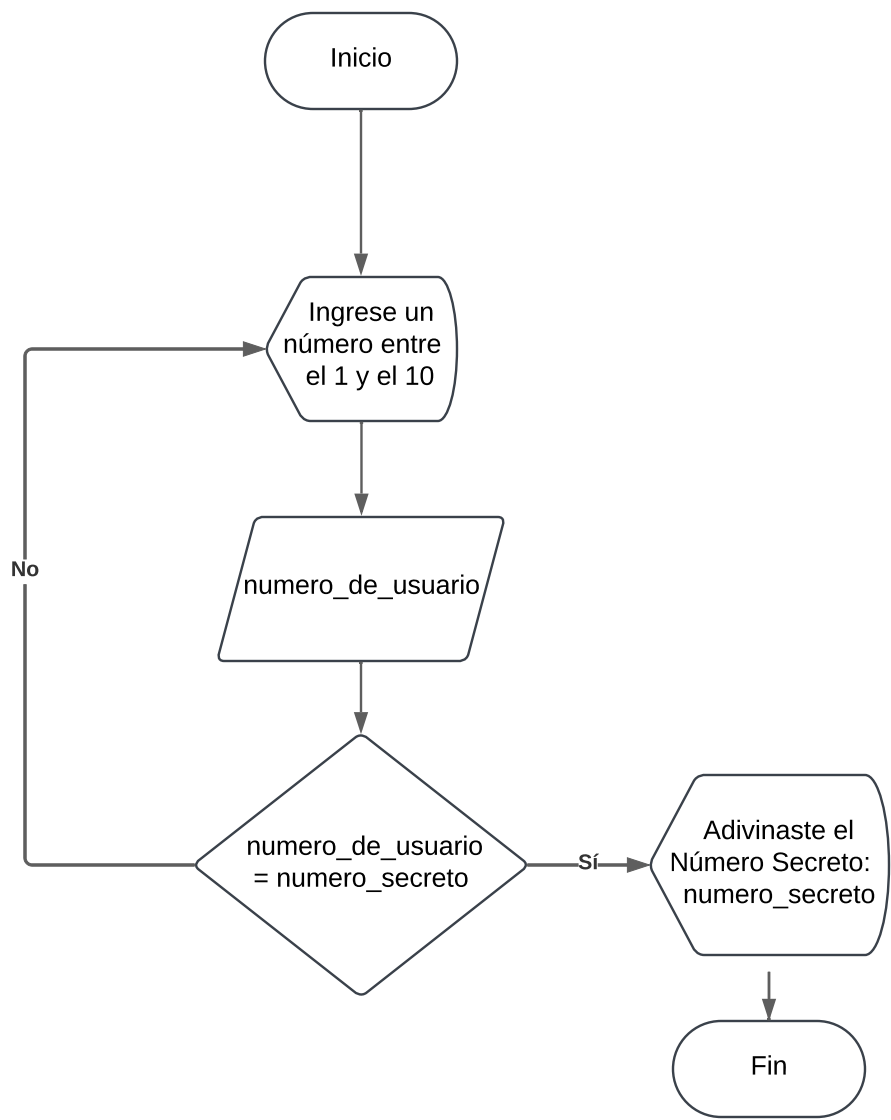 Inicio
Ingrese un
número entre
el 1 y el 10
No
numero_de_usuario
numero_de_usuario
= numero_secreto
Sí
Adivinaste el
Número Secreto:
numero_secreto
Fin